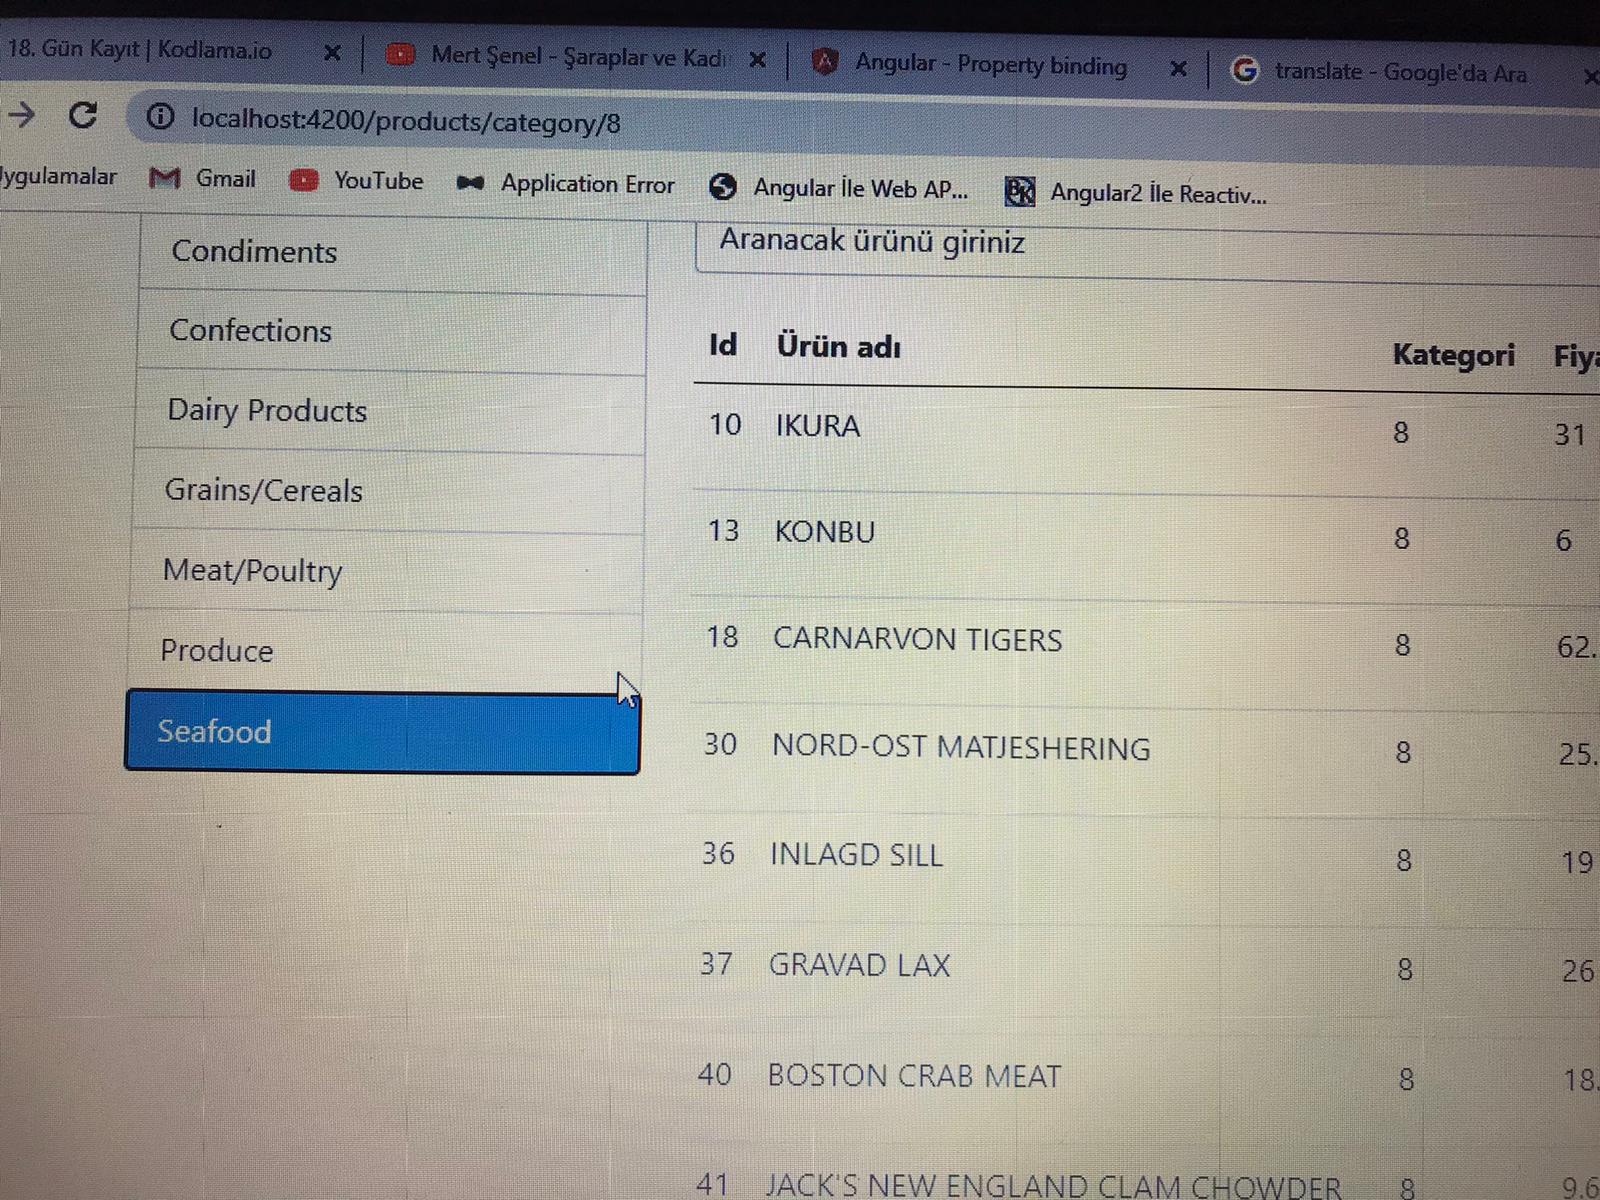 18. Gün Kayıt | Kodlama.io
Mert Şenel - Şaraplar ve Kadı
Angular - Property binding
translate - Google'da Ara
localhost:4200/products/category/8
Uygulamalar
Gmail
YouTube
Application Error
Angular İle Web AP...
Angular2 İle Reactiv...
Condiments
Confections
Dairy Products
Grains/Cereals
Meat/Poultry
Produce
Seafood
Aranacak ürünü giriniz
Id Ürün adı Kategori Fiya
10 IKURA 8 31
13 KONBU 8 6
18 CARNARVON TIGERS 8 62.
30 NORD-OST MATJESHERING 8 25.
36 INLAGD SILL 8 19
37 GRAVAD LAX 8 26
40 BOSTON CRAB MEAT 8 18.
41 JACK'S NEW ENGLAND CLAM CHOWDER 8 9.6